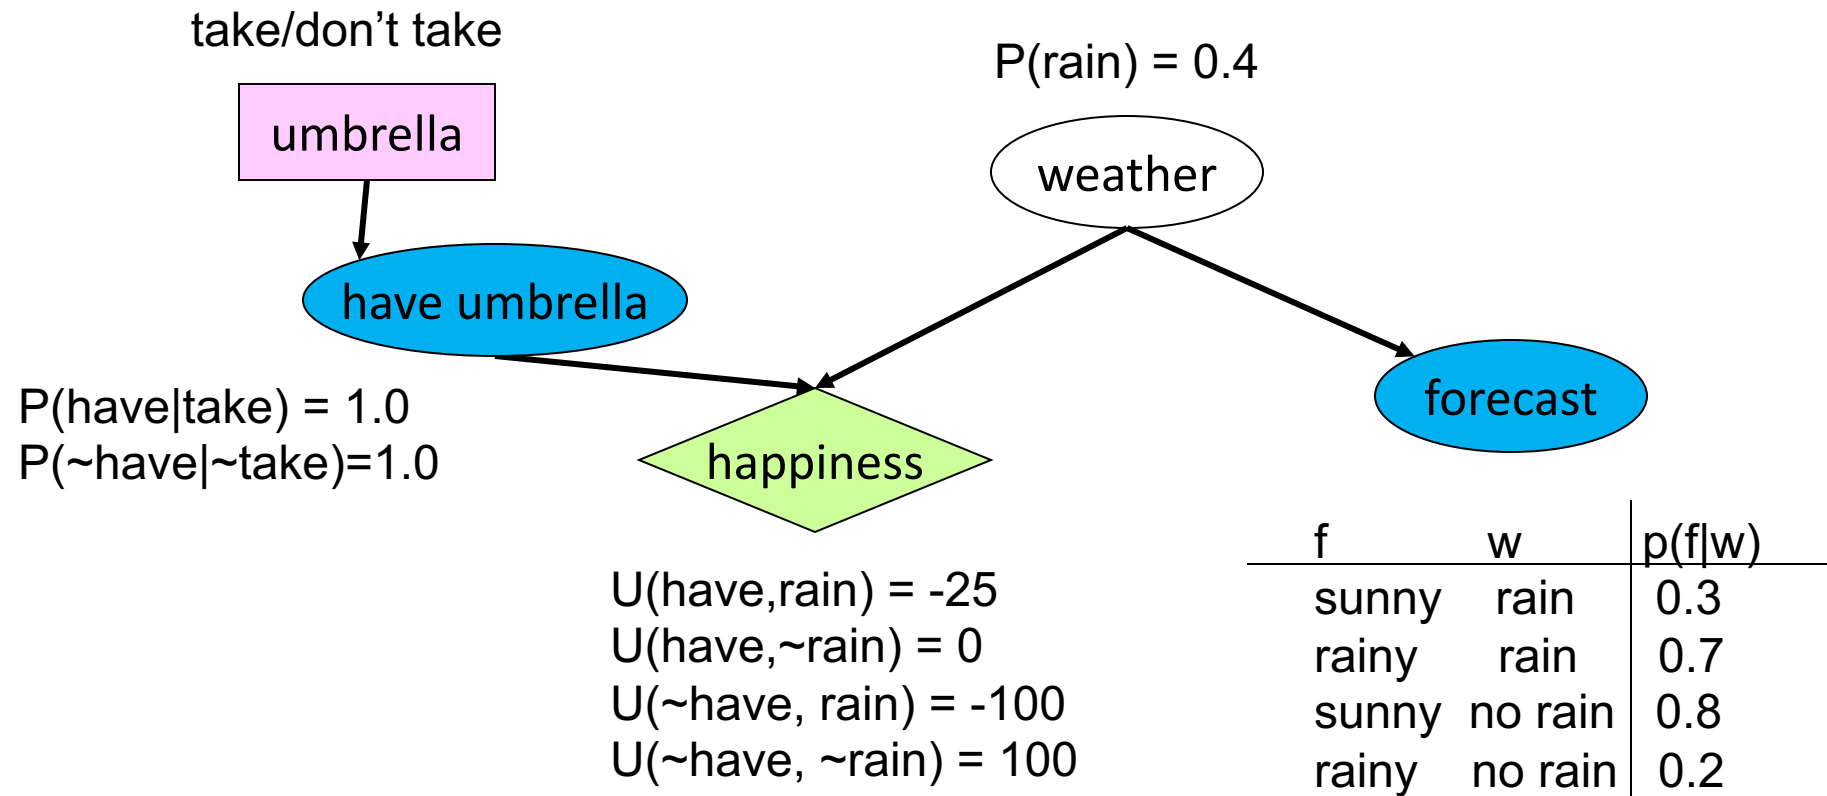 take/don’t take
P(rain) = 0.4
umbrella
weather
have umbrella
P(have|take) = 1.0
P(~have|~take)=1.0
happiness
forecast
U(have,rain) = -25
U(have,~rain) = 0
U(~have, rain) = -100
U(~have, ~rain) = 100
f w p(f|w)
sunny rain 0.3
rainy rain 0.7
sunny no rain 0.8
rainy no rain 0.2